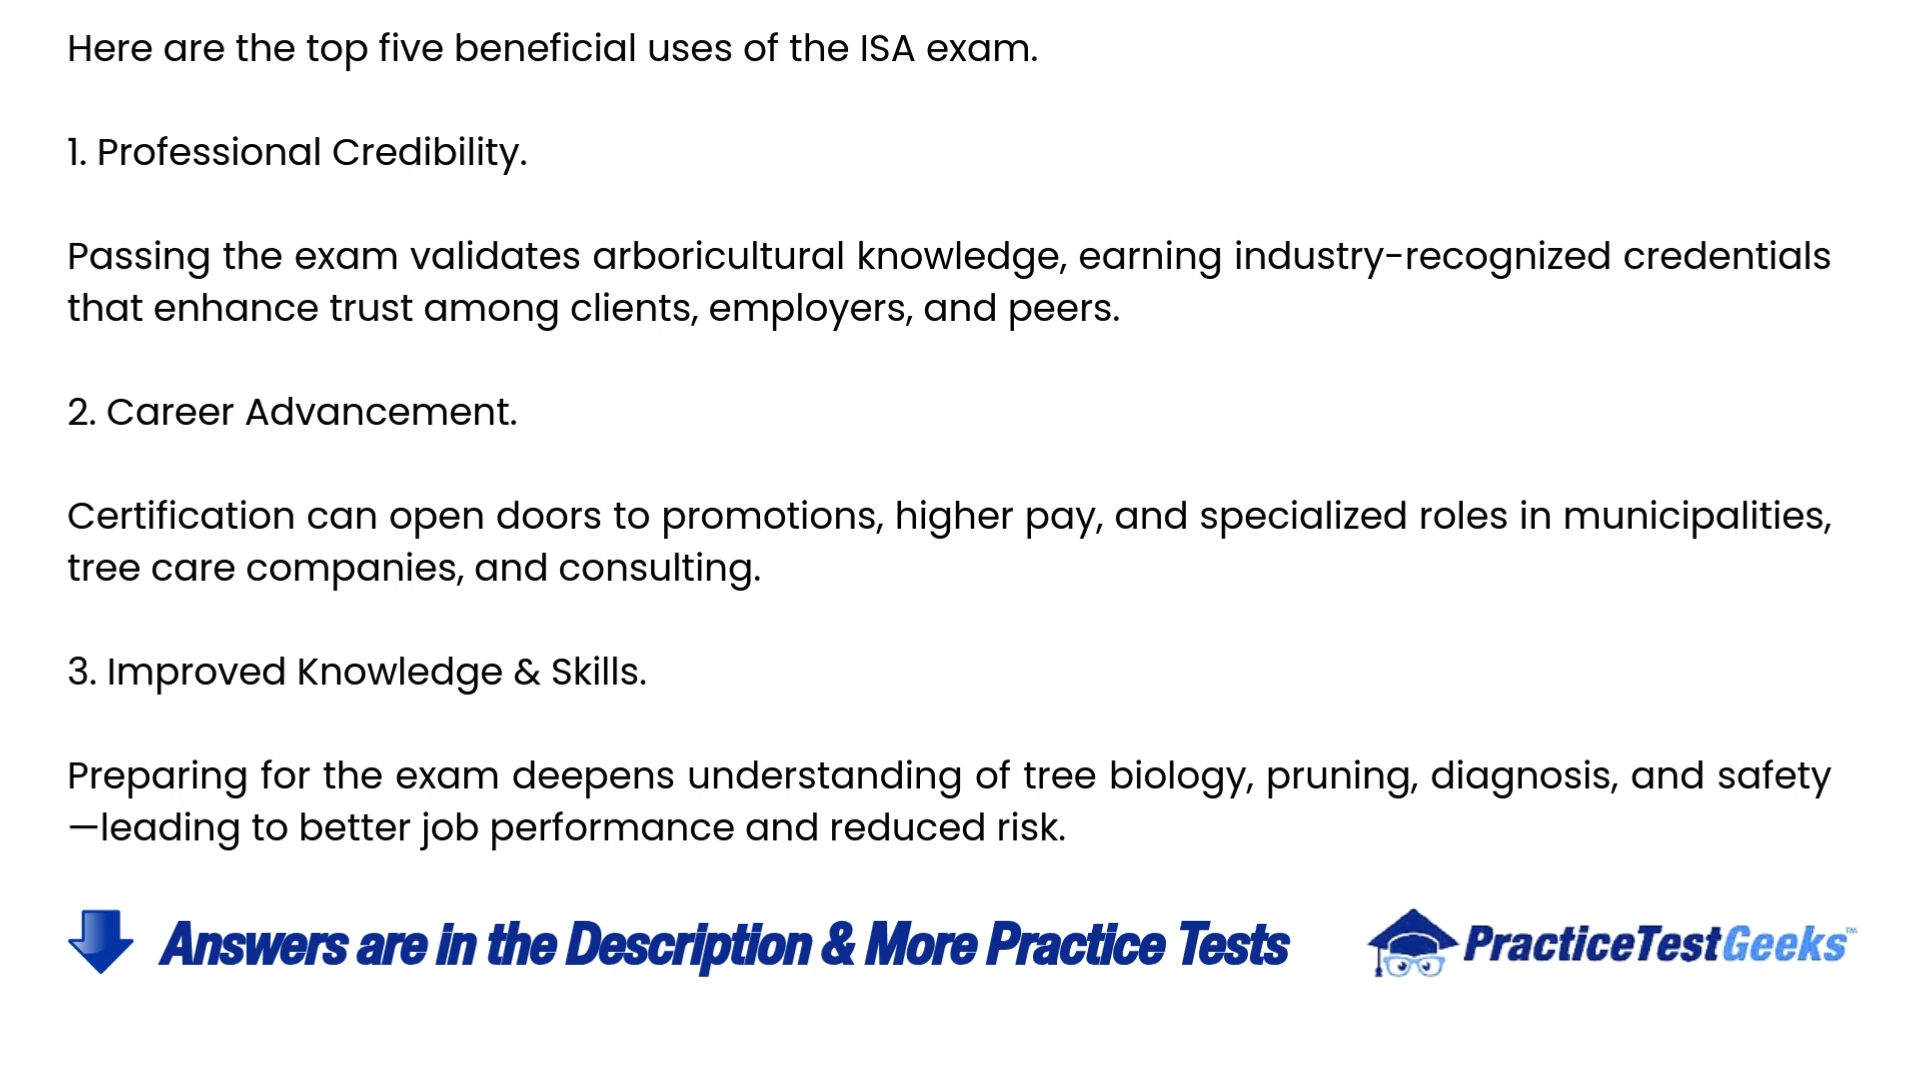 Here are the top five beneficial uses of the ISA exam.
1. Professional Credibility.
Passing the exam validates arboricultural knowledge, earning industry-recognized credentials
that enhance trust among clients, employers, and peers.
2. Career Advancement.
Certification can open doors to promotions, higher pay, and specialized roles in municipalities,
tree care companies, and consulting.
3. Improved Knowledge & Skills.
Preparing for the exam deepens understanding of tree biology, pruning, diagnosis, and safety
—leading to better job performance and reduced risk.
Answers are in the Description & More Practice Tests
PracticeTestGeeks™